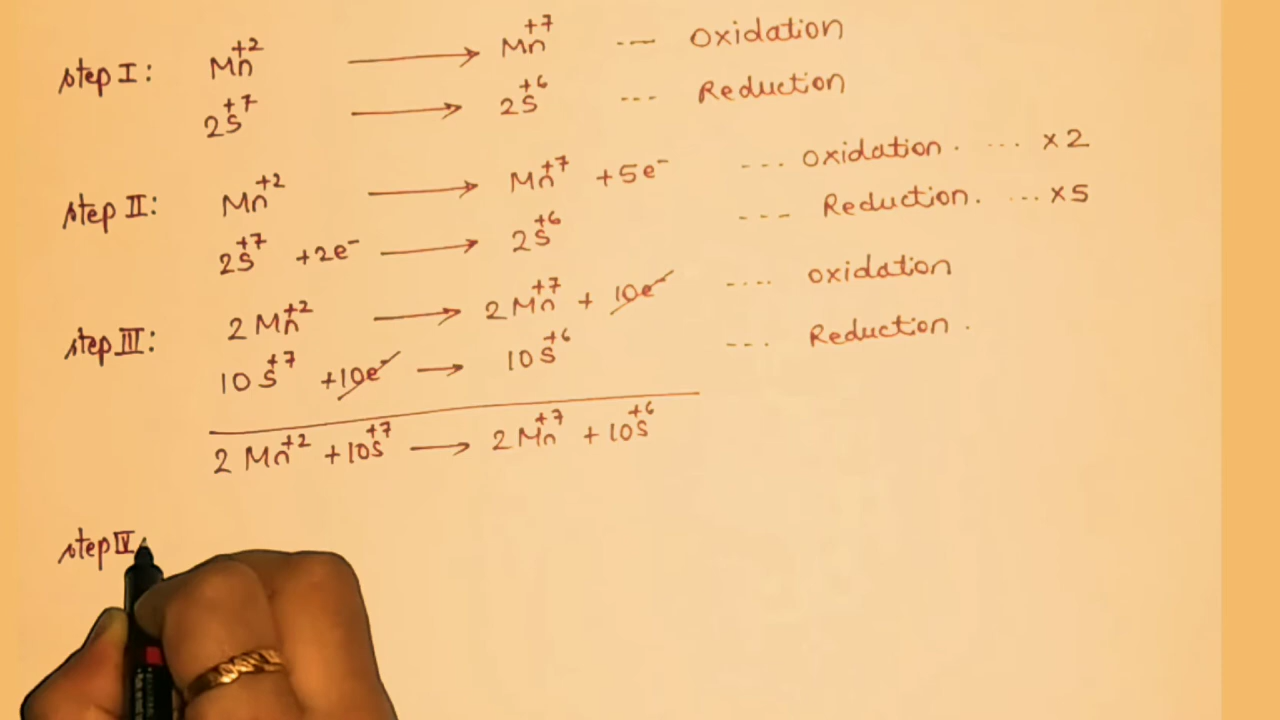 step I: Mn⁺² ⟶ Mn⁺⁷ --- Oxidation
2S⁺⁷ ⟶ 2S⁺⁶ --- Reduction
step II: Mn⁺² ⟶ Mn⁺⁷ +5e⁻ --- Oxidation. ... ×2
2S⁺⁷ +2e⁻ ⟶ 2S⁺⁶ --- Reduction. ... ×5
step III: 2Mn⁺² ⟶ 2Mn⁺⁷ + 10e⁻ .... oxidation
10S⁺⁷ +10e⁻ ⟶ 10S⁺⁶ --- Reduction.
2Mn⁺² +10S⁺⁷ ⟶ 2Mn⁺⁷ +10S⁺⁶
step IV